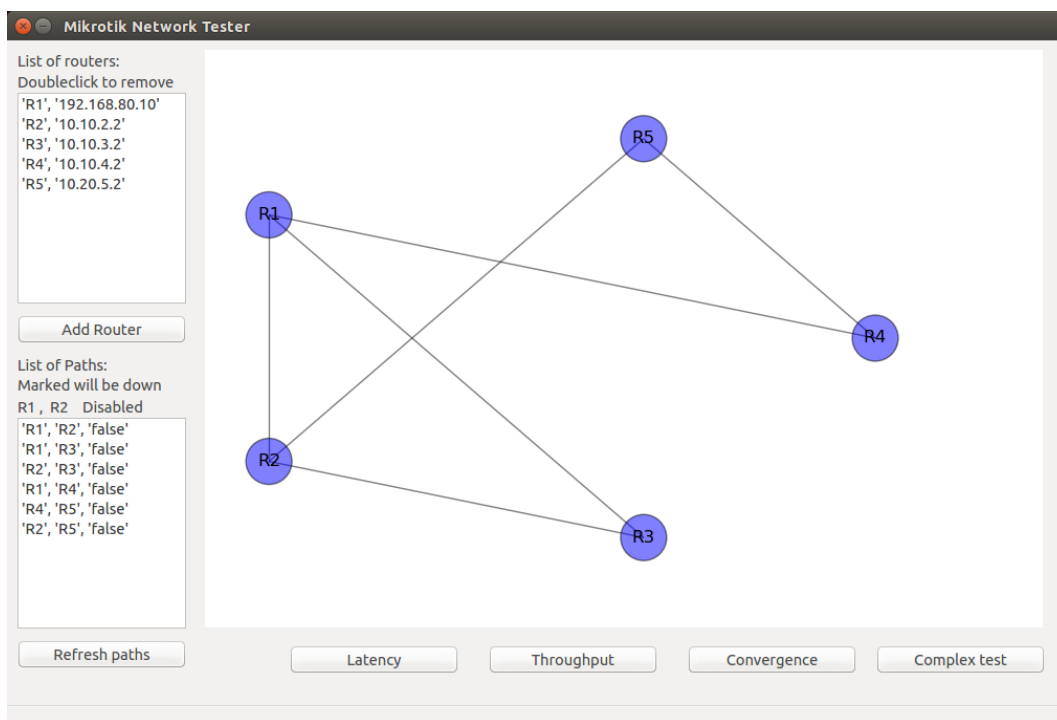 Mikrotik Network Tester
List of routers:
Doubleclick to remove
'R1', '192.168.80.10'
'R2', '10.10.2.2'
'R3', '10.10.3.2'
'R4', '10.10.4.2'
'R5', '10.20.5.2'
Add Router
List of Paths:
Marked will be down
R1 , R2 Disabled
'R1', 'R2', 'false'
'R1', 'R3', 'false'
'R2', 'R3', 'false'
'R1', 'R4', 'false'
'R4', 'R5', 'false'
'R2', 'R5', 'false'
Refresh paths
R5
R1
R4
R2
R3
Latency
Throughput
Convergence
Complex test